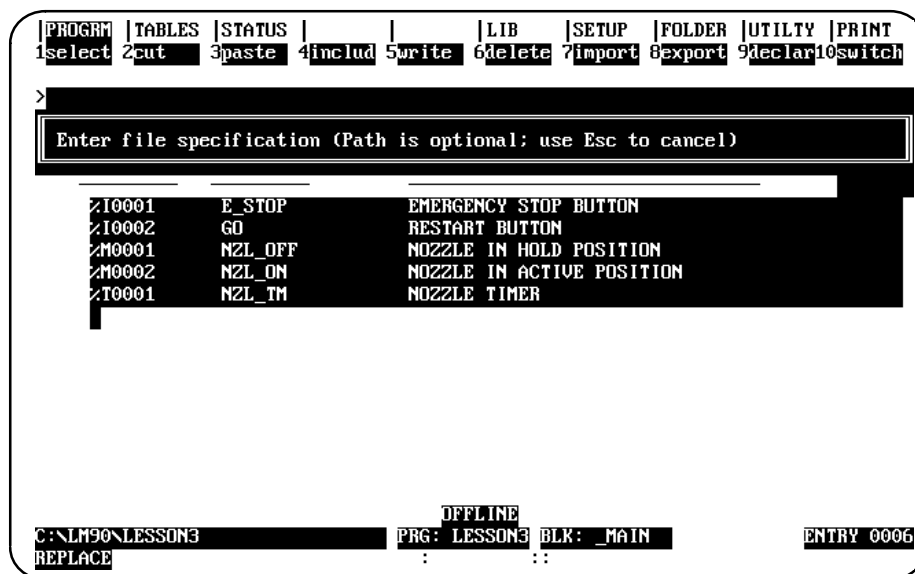 |PROGRM |TABLES |STATUS | | |LIB |SETUP |FOLDER |UTILTY |PRINT
1select 2cut 3paste 4includ 5write 6delete 7import 8export 9declar10switch
>
Enter file specification (Path is optional; use Esc to cancel)
%I0001 E_STOP EMERGENCY STOP BUTTON
%I0002 GO RESTART BUTTON
%M0001 NZL_OFF NOZZLE IN HOLD POSITION
%M0002 NZL_ON NOZZLE IN ACTIVE POSITION
%T0001 NZL_TM NOZZLE TIMER
OFFLINE
C:\LM90\LESSON3 PRG: LESSON3 BLK: _MAIN ENTRY 0006
REPLACE : ::